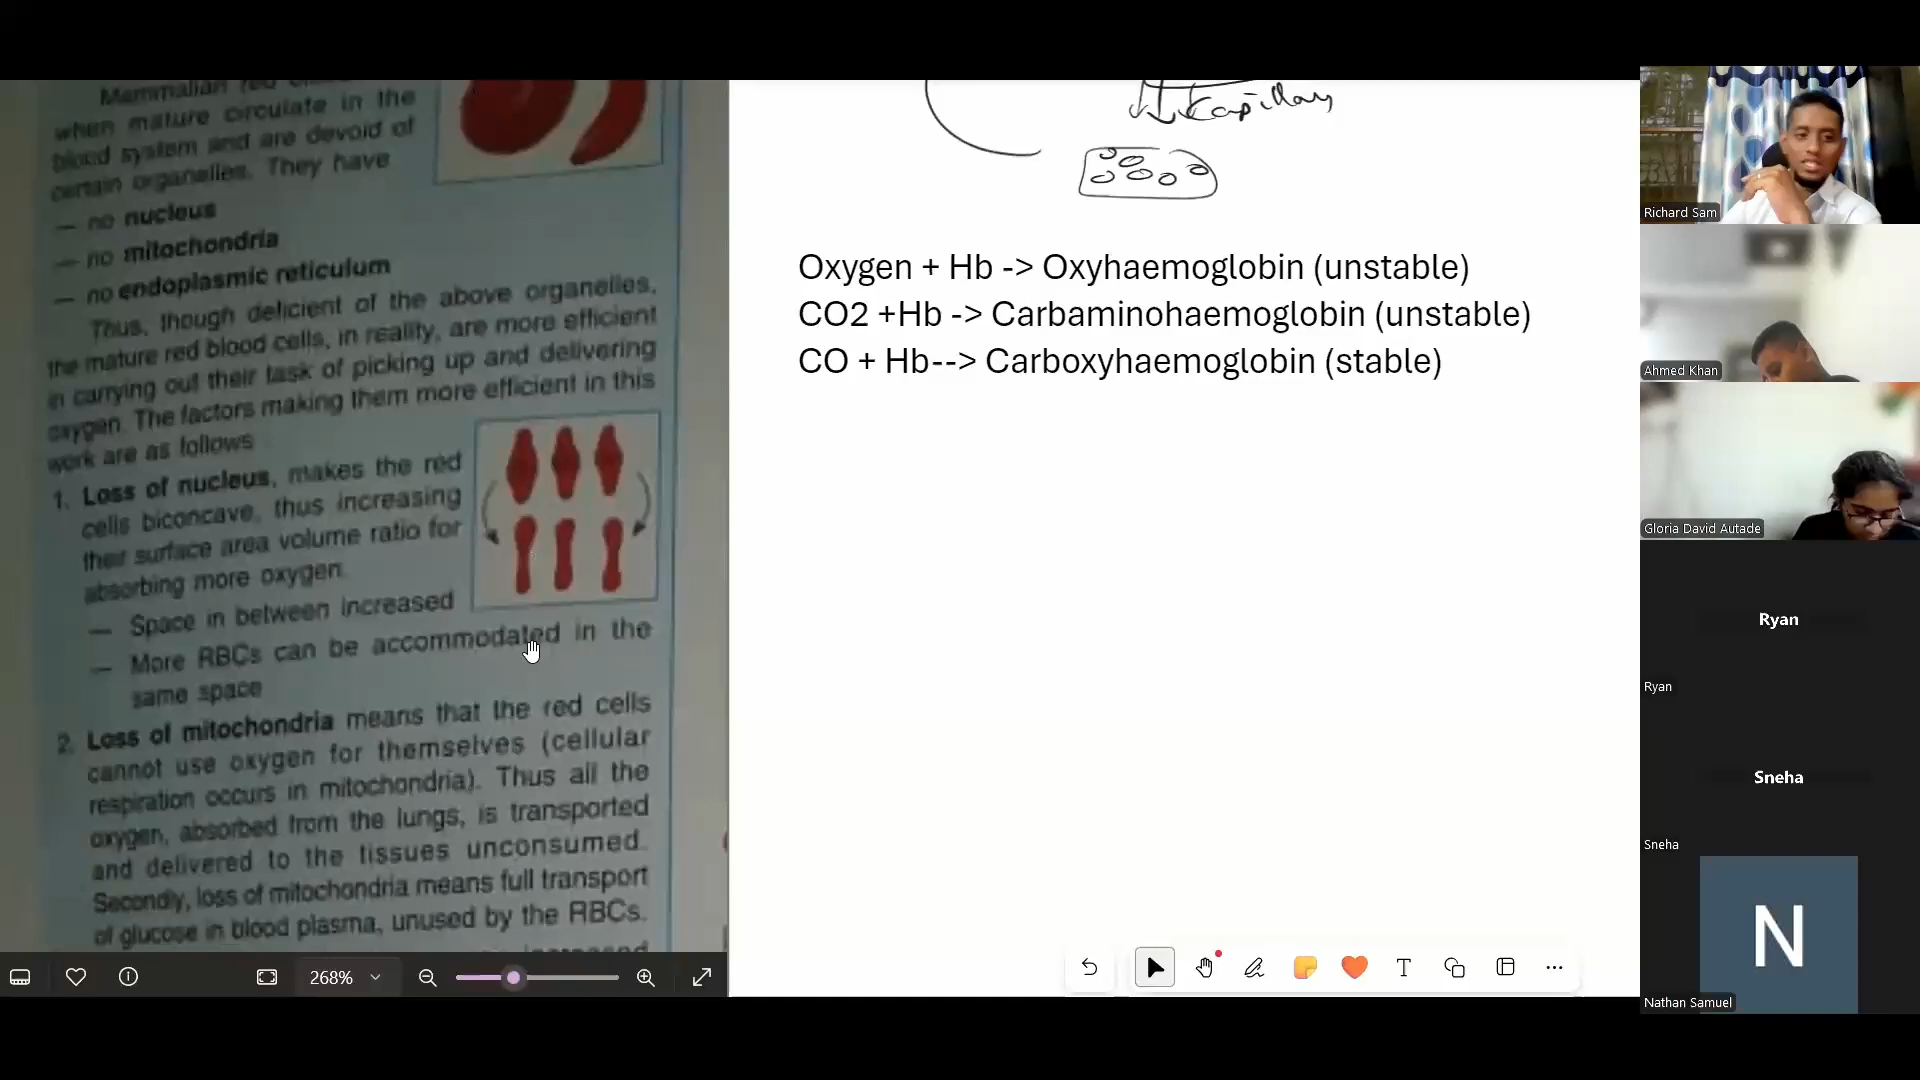 Mammalian red
when mature circulate in the
blood system and are devoid of
certain organelles. They have
— no nucleus
— no mitochondria
— no endoplasmic reticulum
Thus, though deficient of the above organelles,
the mature red blood cells, in reality, are more efficient
in carrying out their task of picking up and delivering
oxygen. The factors making them more efficient in this
work are as follows
1. Loss of nucleus, makes the red
cells biconcave, thus increasing
their surface area volume ratio for
absorbing more oxygen.
— Space in between increased
— More RBCs can be accommodated in the
same space
2. Loss of mitochondria means that the red cells
cannot use oxygen for themselves (cellular
respiration occurs in mitochondria). Thus all the
oxygen, absorbed from the lungs, is transported
and delivered to the tissues unconsumed.
Secondly, loss of mitochondria means full transport
of glucose in blood plasma, unused by the RBCs.
increased
268%
Capillary
Oxygen + Hb -> Oxyhaemoglobin (unstable)
CO2 +Hb -> Carbaminohaemoglobin (unstable)
CO + Hb--> Carboxyhaemoglobin (stable)
T
Richard Sam
Ahmed Khan
Gloria David Autade
Ryan
Ryan
Sneha
Sneha
N
Nathan Samuel